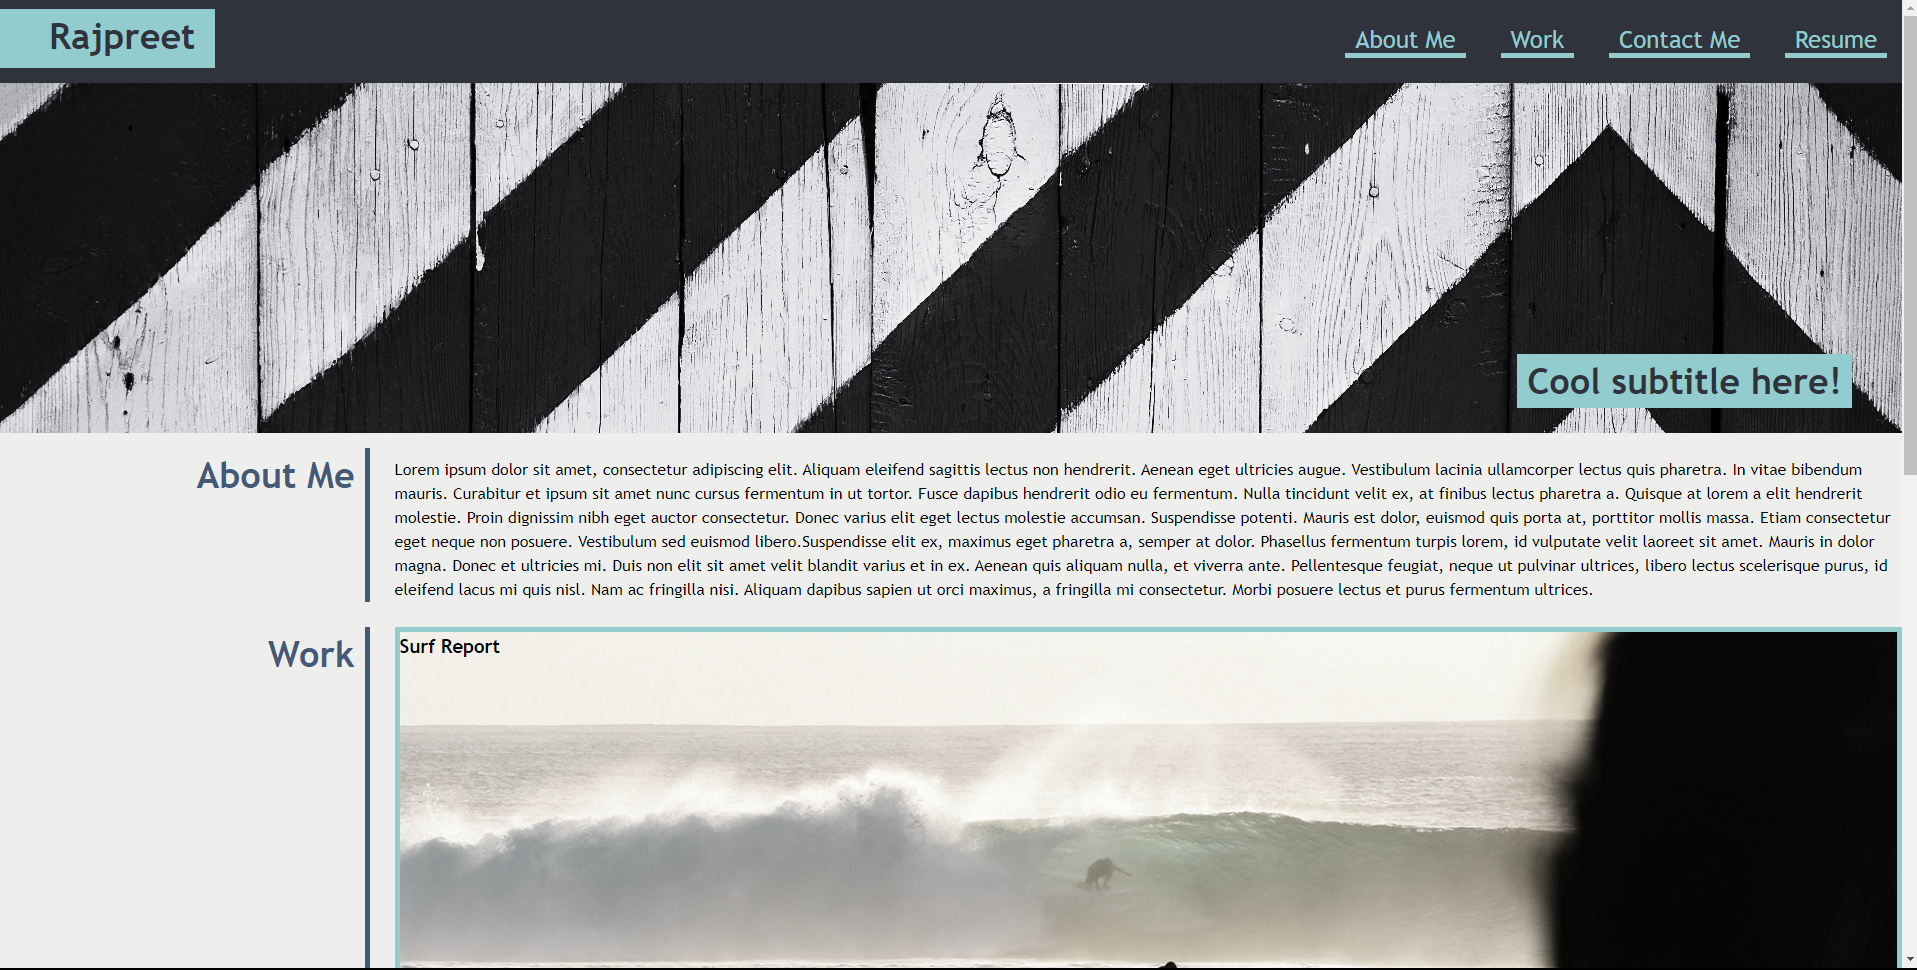 Rajpreet
About Me
Work
Contact Me
Resume
Cool subtitle here!
About Me
Lorem ipsum dolor sit amet, consectetur adipiscing elit. Aliquam eleifend sagittis lectus non hendrerit. Aenean eget ultricies augue. Vestibulum lacinia ullamcorper lectus quis pharetra. In vitae bibendum
mauris. Curabitur et ipsum sit amet nunc cursus fermentum in ut tortor. Fusce dapibus hendrerit odio eu fermentum. Nulla tincidunt velit ex, at finibus lectus pharetra a. Quisque at lorem a elit hendrerit
molestie. Proin dignissim nibh eget auctor consectetur. Donec varius elit eget lectus molestie accumsan. Suspendisse potenti. Mauris est dolor, euismod quis porta at, porttitor mollis massa. Etiam consectetur
eget neque non posuere. Vestibulum sed euismod libero.Suspendisse elit ex, maximus eget pharetra a, semper at dolor. Phasellus fermentum turpis lorem, id vulputate velit laoreet sit amet. Mauris in dolor
magna. Donec et ultricies mi. Duis non elit sit amet velit blandit varius et in ex. Aenean quis aliquam nulla, et viverra ante. Pellentesque feugiat, neque ut pulvinar ultrices, libero lectus scelerisque purus, id
eleifend lacus mi quis nisl. Nam ac fringilla nisi. Aliquam dapibus sapien ut orci maximus, a fringilla mi consectetur. Morbi posuere lectus et purus fermentum ultrices.
Work
Surf Report